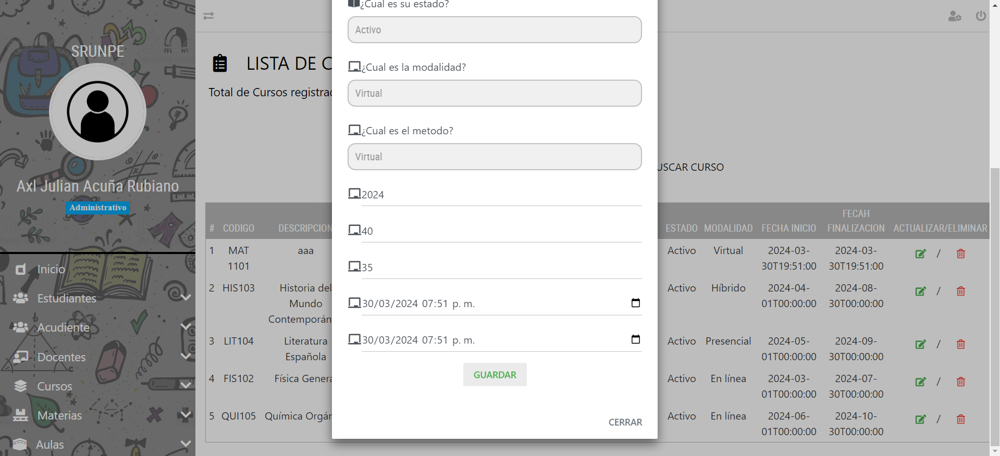 SRUNPE
Axl Julian Acuña Rubiano
Administrativo
Inicio
Estudiantes
Acudiente
Docentes
Cursos
Materias
Aulas
LISTA DE C
Total de Cursos registrad
USCAR CURSO
# CODIGO DESCRIPCION ESTADO MODALIDAD FECHA INICIO FECAH FINALIZACION ACTUALIZAR/ELIMINAR
1 MAT 1101 aaa Activo Virtual 2024-03-30T19:51:00 2024-03-30T19:51:00 /
2 HIS103 Historia del Mundo Contemporán Activo Híbrido 2024-04-01T00:00:00 2024-08-30T00:00:00 /
3 LIT104 Literatura Española Activo Presencial 2024-05-01T00:00:00 2024-09-30T00:00:00 /
4 FIS102 Física Genera Activo En línea 2024-03-01T00:00:00 2024-07-30T00:00:00 /
5 QUI105 Química Orgán Activo En línea 2024-06-01T00:00:00 2024-10-30T00:00:00 /
¿Cual es su estado?
Activo
¿Cual es la modalidad?
Virtual
¿Cual es el metodo?
Virtual
2024
40
35
30/03/2024 07:51 p. m.
30/03/2024 07:51 p. m.
GUARDAR
CERRAR